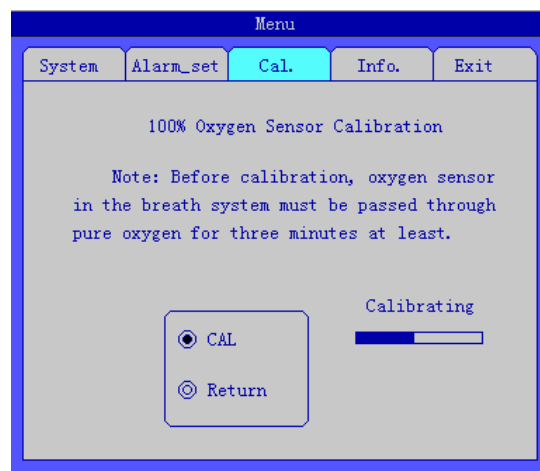 Menu
System Alarm_set Cal. Info. Exit
100% Oxygen Sensor Calibration
Note: Before calibration, oxygen sensor
in the breath system must be passed through
pure oxygen for three minutes at least.
Calibrating
CAL
Return